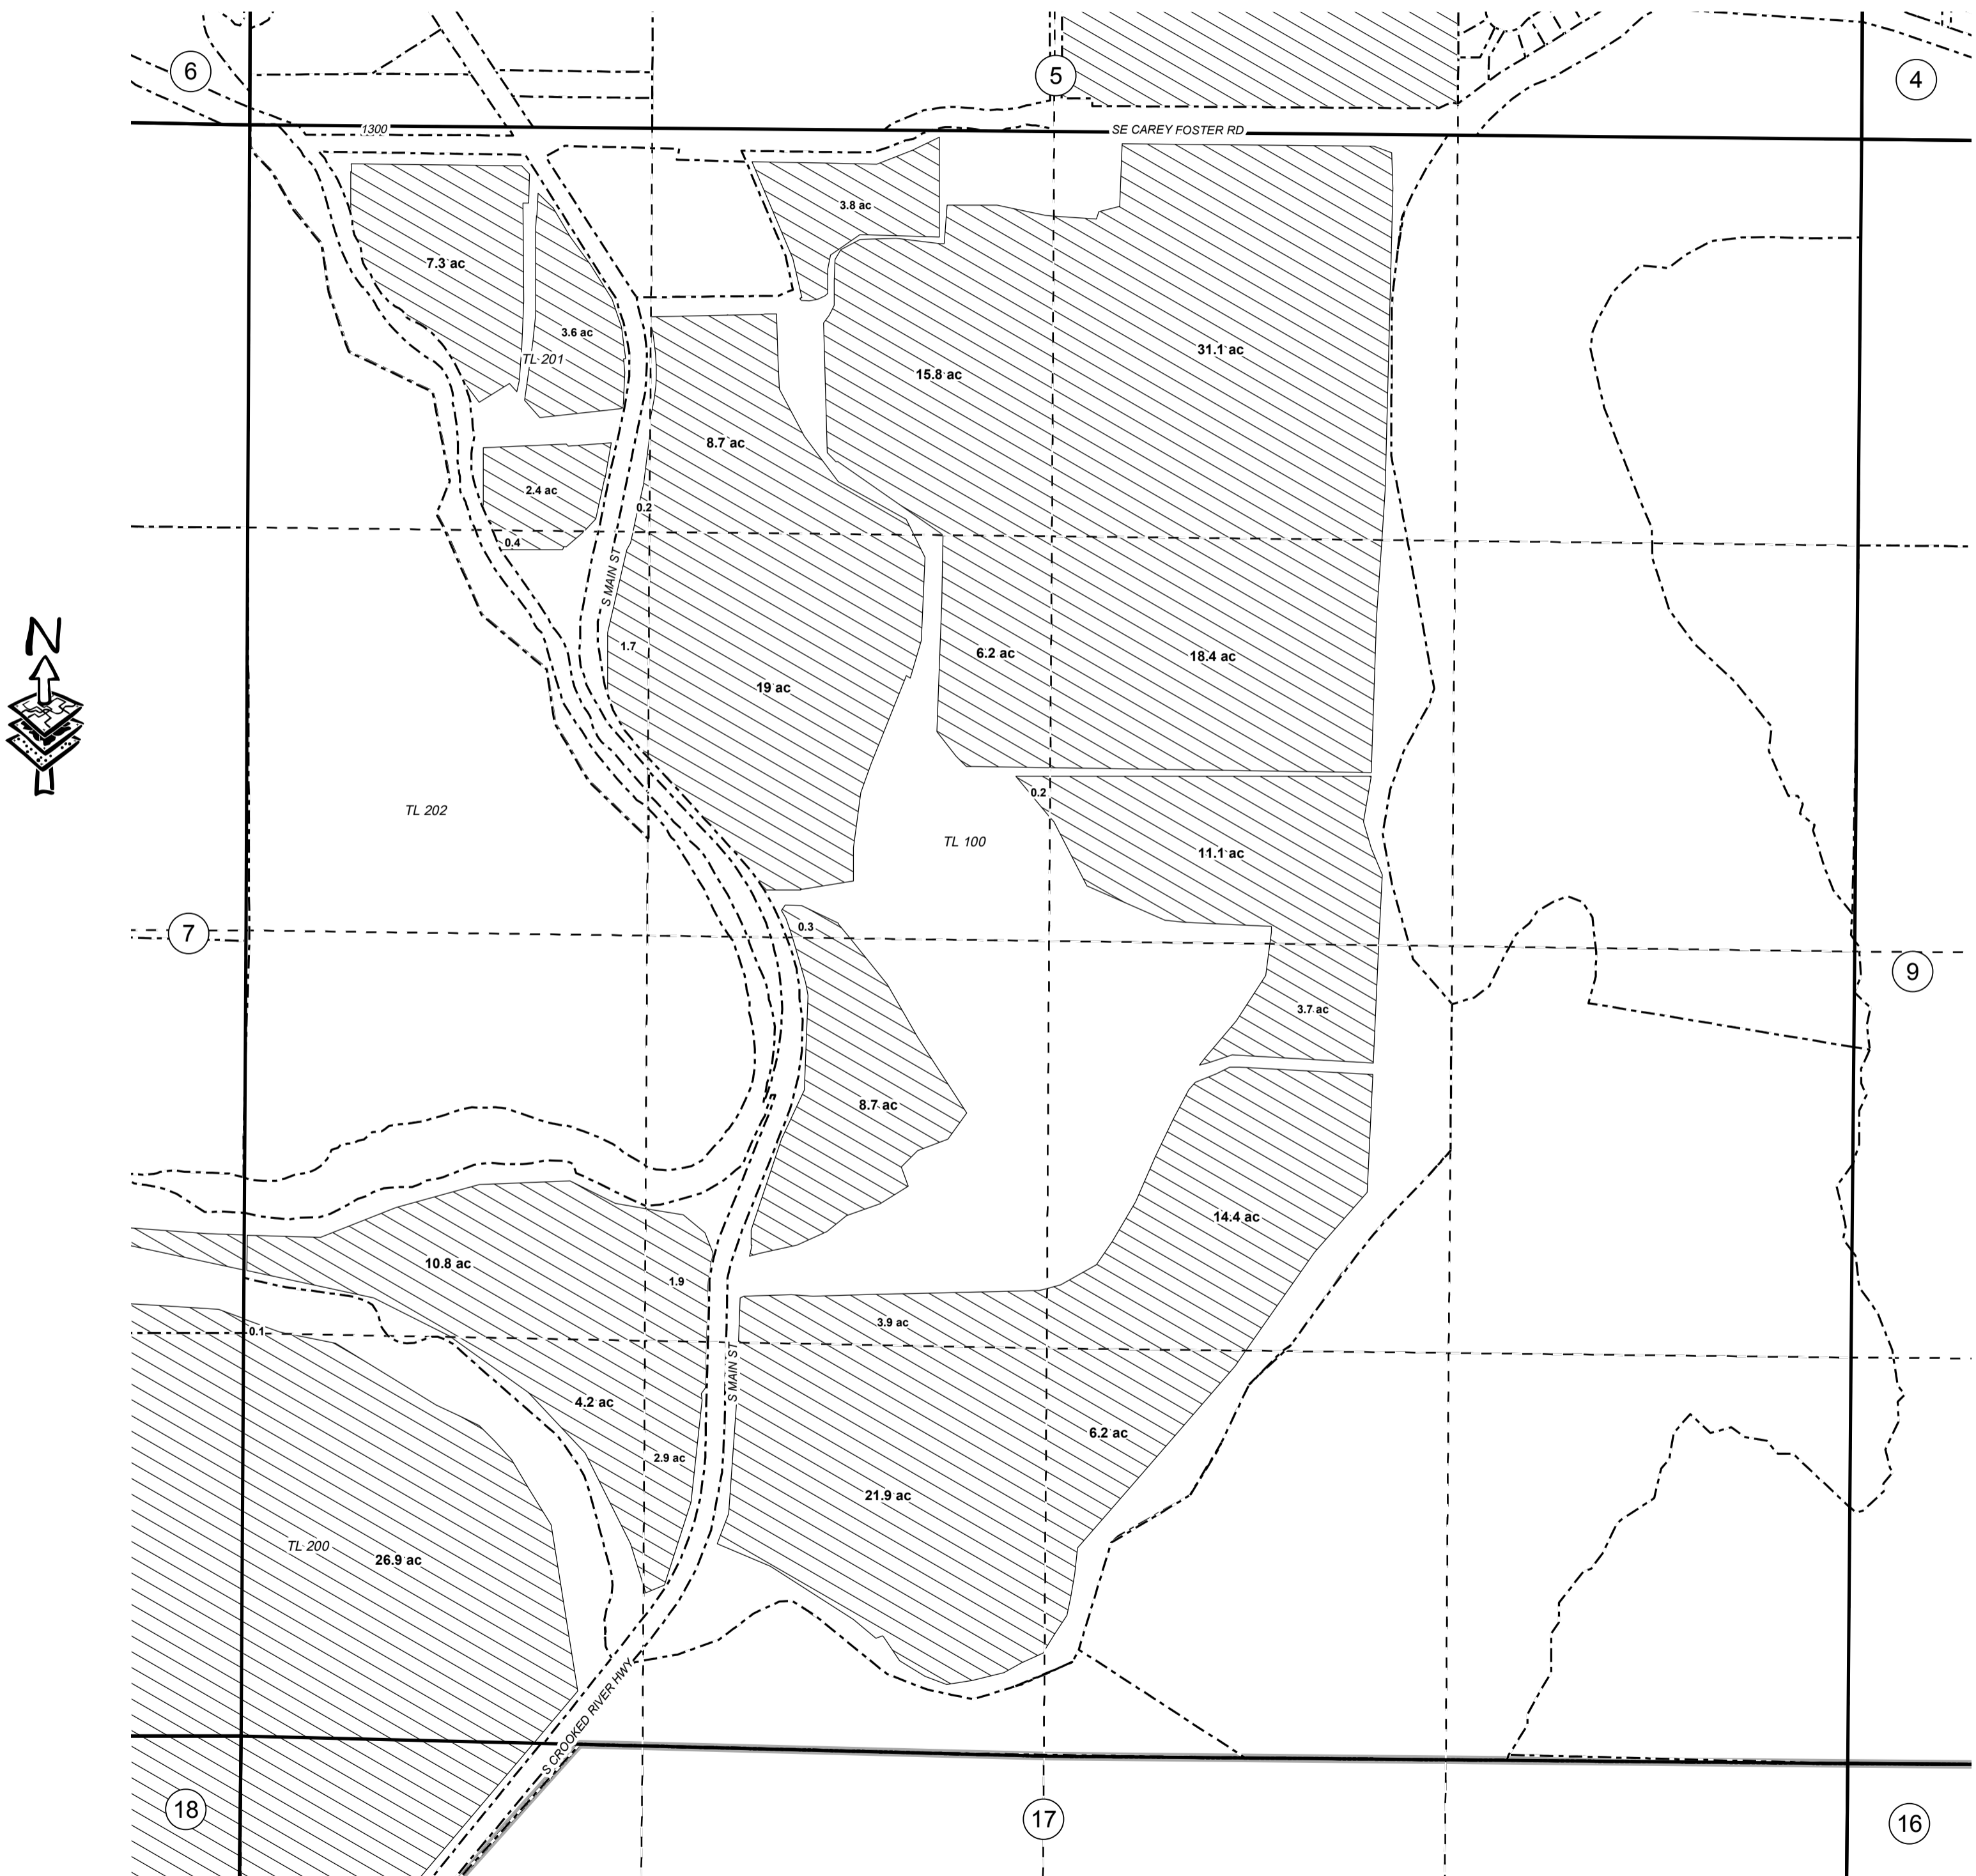 6
5
4
1300
SE CAREY FOSTER RD
3.8 ac
7.3 ac
3.6 ac
TL 201
31.1 ac
15.8 ac
8.7 ac
2.4 ac
0.2
0.4
S MAIN ST
N
1.7
6.2 ac
18.4 ac
19 ac
0.2
TL 202
TL 100
11.1 ac
0.3
7
9
3.7 ac
8.7 ac
14.4 ac
10.8 ac
1.9
3.9 ac
0.1
S MAIN ST
4.2 ac
6.2 ac
2.9 ac
21.9 ac
TL 200
26.9 ac
S CROOKED RIVER HWY
18
17
16